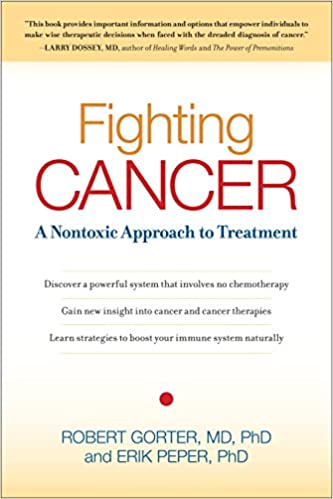 "This book provides important information and options that empower individuals to
make wise therapeutic decisions when faced with the dreaded diagnosis of cancer."
—LARRY DOSSEY, MD, author of Healing Words and The Power of Premonitions
Fighting
CANCER
A Nontoxic Approach to Treatment
Discover a powerful system that involves no chemotherapy
Gain new insight into cancer and cancer therapies
Learn strategies to boost your immune system naturally
ROBERT GORTER, MD, PhD
and ERIK PEPER, PhD